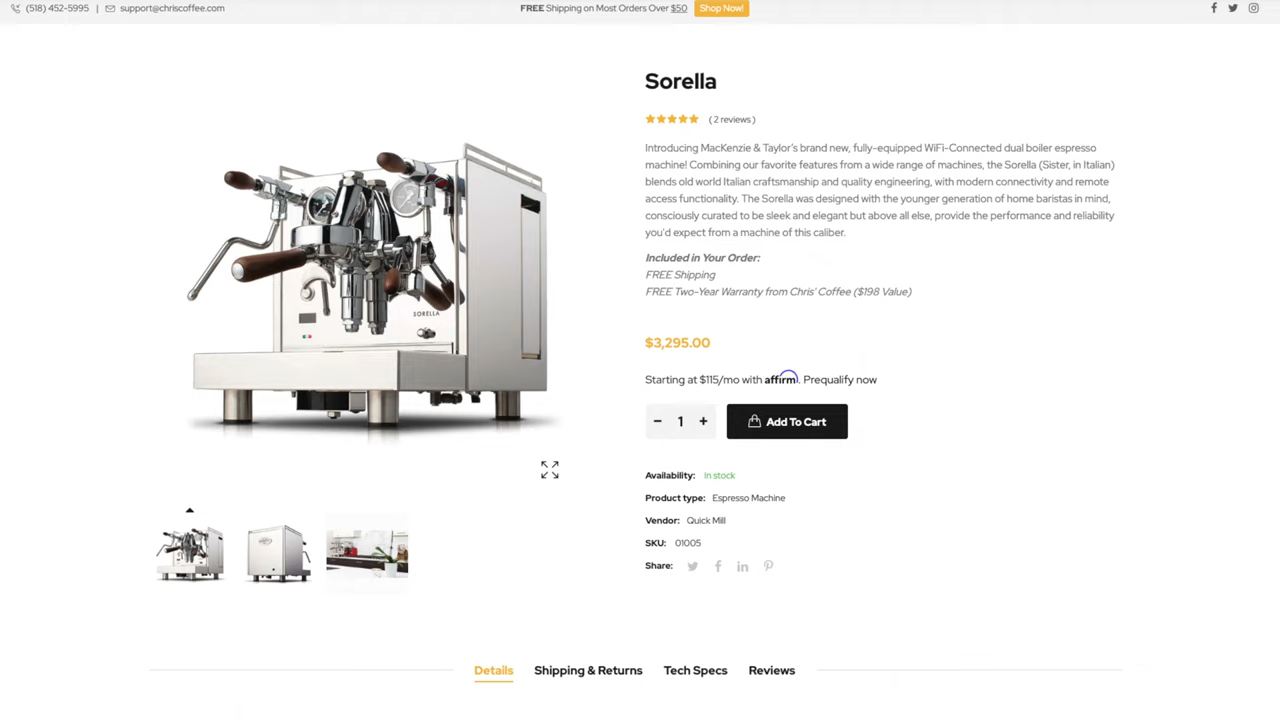 (518) 452-5995 | support@chriscoffee.com
FREE Shipping on Most Orders Over $50 Shop Now!
Sorella
( 2 reviews )
Introducing MacKenzie & Taylor's brand new, fully-equipped WiFi-Connected dual boiler espresso
machine! Combining our favorite features from a wide range of machines, the Sorella (Sister, in Italian)
blends old world Italian craftsmanship and quality engineering, with modern connectivity and remote
access functionality. The Sorella was designed with the younger generation of home baristas in mind,
consciously curated to be sleek and elegant but above all else, provide the performance and reliability
you'd expect from a machine of this caliber.
Included in Your Order:
FREE Shipping
FREE Two-Year Warranty from Chris' Coffee ($198 Value)
$3,295.00
Starting at $115/mo with affirm. Prequalify now
− 1 + Add To Cart
Availability: In stock
Product type: Espresso Machine
Vendor: Quick Mill
SKU: 01005
Share:
SORELLA
Details Shipping & Returns Tech Specs Reviews